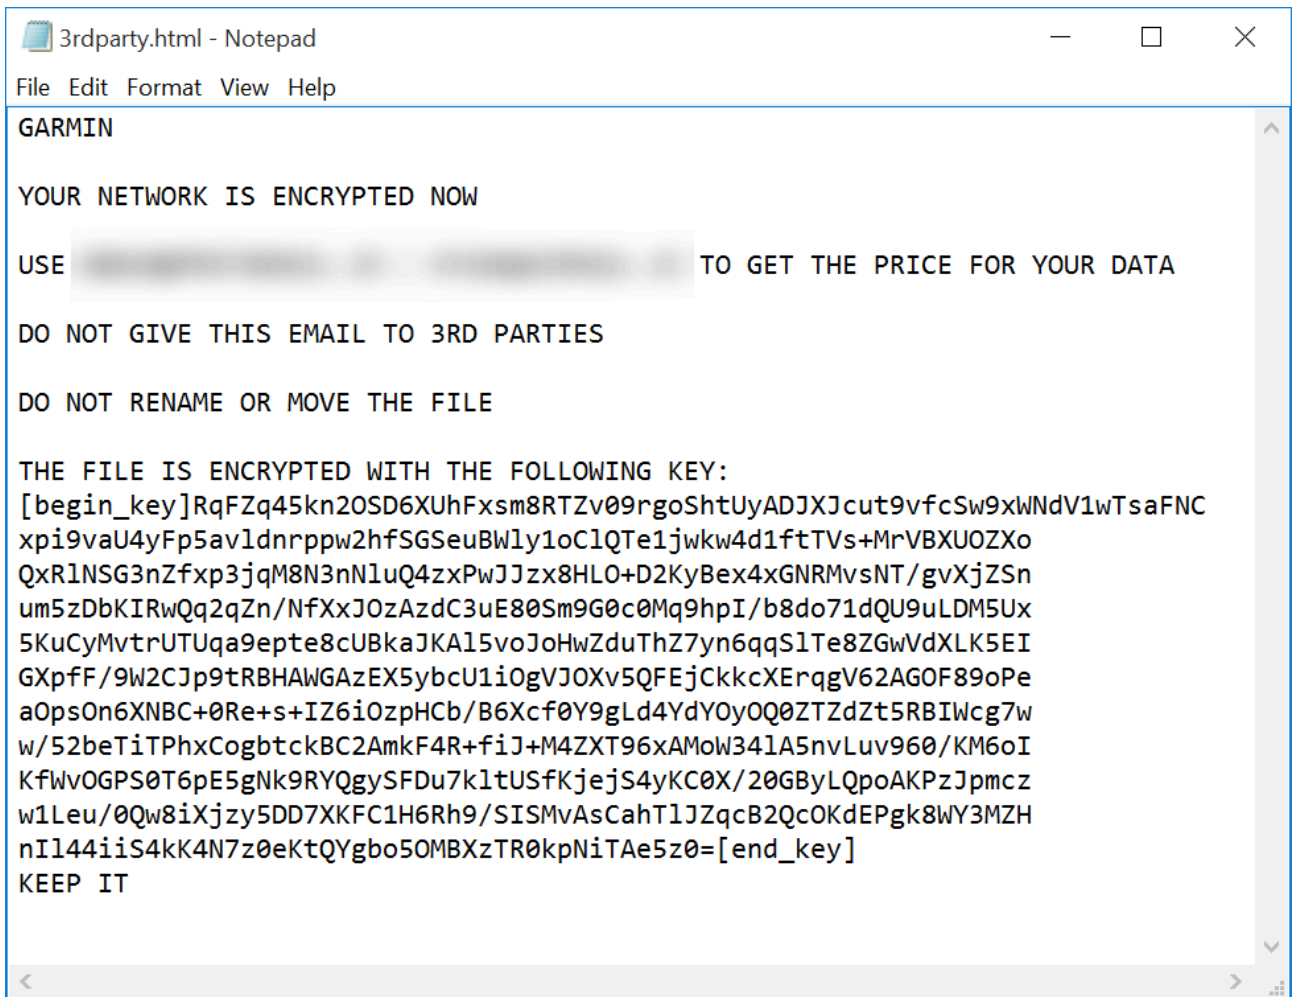 3rdparty.html - Notepad
File Edit Format View Help
GARMIN
YOUR NETWORK IS ENCRYPTED NOW
USE TO GET THE PRICE FOR YOUR DATA
DO NOT GIVE THIS EMAIL TO 3RD PARTIES
DO NOT RENAME OR MOVE THE FILE
THE FILE IS ENCRYPTED WITH THE FOLLOWING KEY:
[begin_key]RqFZq45kn2OSD6XUhFxsm8RTZv09rgoShtUyADJXJcut9vfcSw9xWNdV1wTsaFNC
xpi9vaU4yFp5avldnrppw2hfSGSeuBWly1oClQTe1jwkw4d1ftTVs+MrVBXUOZXo
QxRlNSG3nZfxp3jqM8N3nNluQ4zxPwJJzx8HLO+D2KyBex4xGNRMvsNT/gvXjZSn
um5zDbKIRwQq2qZn/NfXxJOzAzdC3uE80Sm9G0c0Mq9hpI/b8do71dQU9uLDM5Ux
5KuCyMvtrUTUqa9epte8cUBkaJKAl5voJoHwZduThZ7yn6qqSlTe8ZGwVdXLK5EI
GXpfF/9W2CJp9tRBHAWGAzEX5ybcU1iOgVJOXv5QFEjCkkcXErqgV62AGOF89oPe
aOpsOn6XNBC+0Re+s+IZ6iOzpHCb/B6Xcf0Y9gLd4YdYOyOQ0ZTZdZt5RBIWcg7w
w/52beTiTPhxCogbtckBC2AmkF4R+fiJ+M4ZXT96xAMoW34lA5nvLuv960/KM6oI
KfWvOGPS0T6pE5gNk9RYQgySFDu7kltUSfKjejS4yKC0X/20GByLQpoAKPzJpmcz
w1Leu/0Qw8iXjzy5DD7XKFC1H6Rh9/SISMvAsCahTlJZqcB2QcOKdEPgk8WY3MZH
nIl44iiS4kK4N7z0eKtQYgbo5OMBXzTR0kpNiTAe5z0=[end_key]
KEEP IT